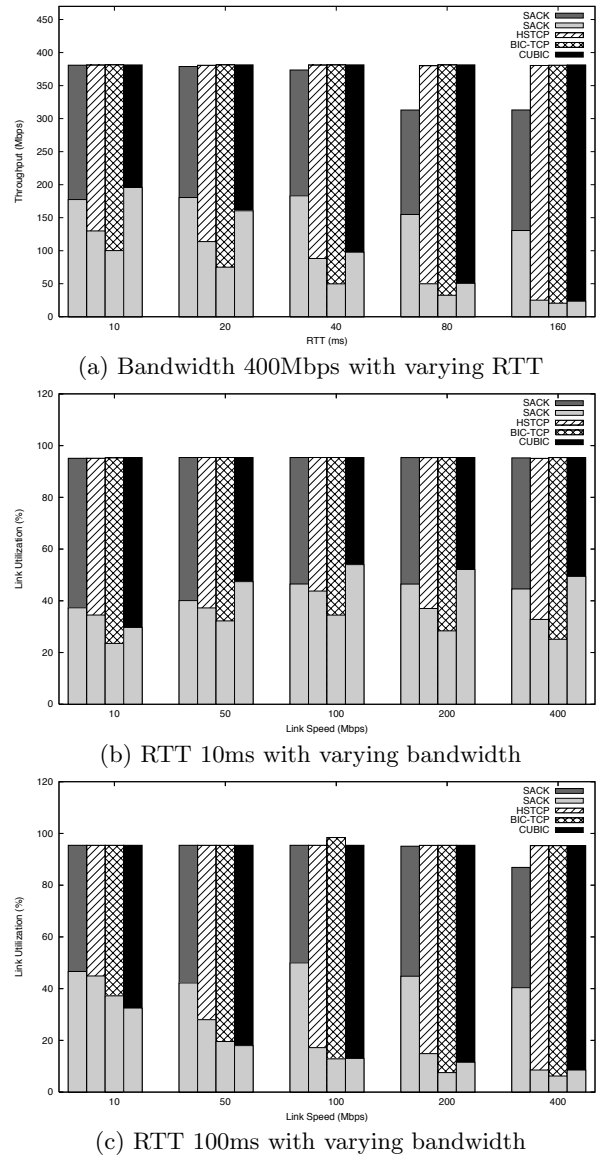 450
400
350
300
250
200
150
100
50
0
Throughput (Mbps)
SACK
SACK
HSTCP
BIC-TCP
CUBIC
10 20 40 80 160
RTT (ms)
(a) Bandwidth 400Mbps with varying RTT
120
100
80
60
40
20
0
Link Utilization (%)
SACK
SACK
HSTCP
BIC-TCP
CUBIC
10 50 100 200 400
Link Speed (Mbps)
(b) RTT 10ms with varying bandwidth
120
100
80
60
40
20
0
Link Utilization (%)
SACK
SACK
HSTCP
BIC-TCP
CUBIC
10 50 100 200 400
Link Speed (Mbps)
(c) RTT 100ms with varying bandwidth